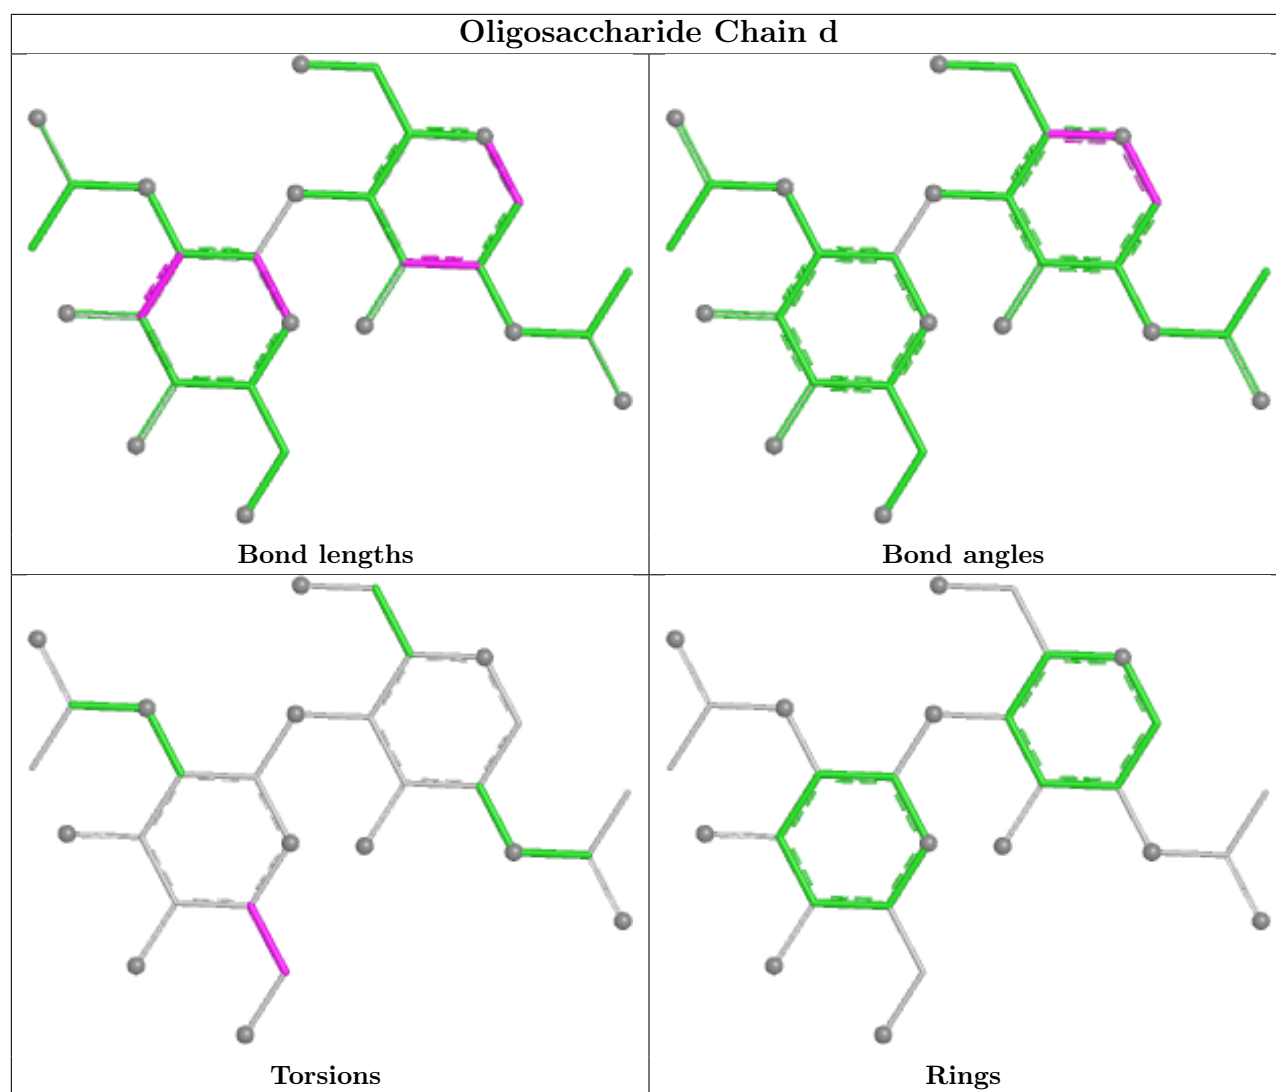 Oligosaccharide Chain d
Bond lengths
Bond angles
Torsions
Rings